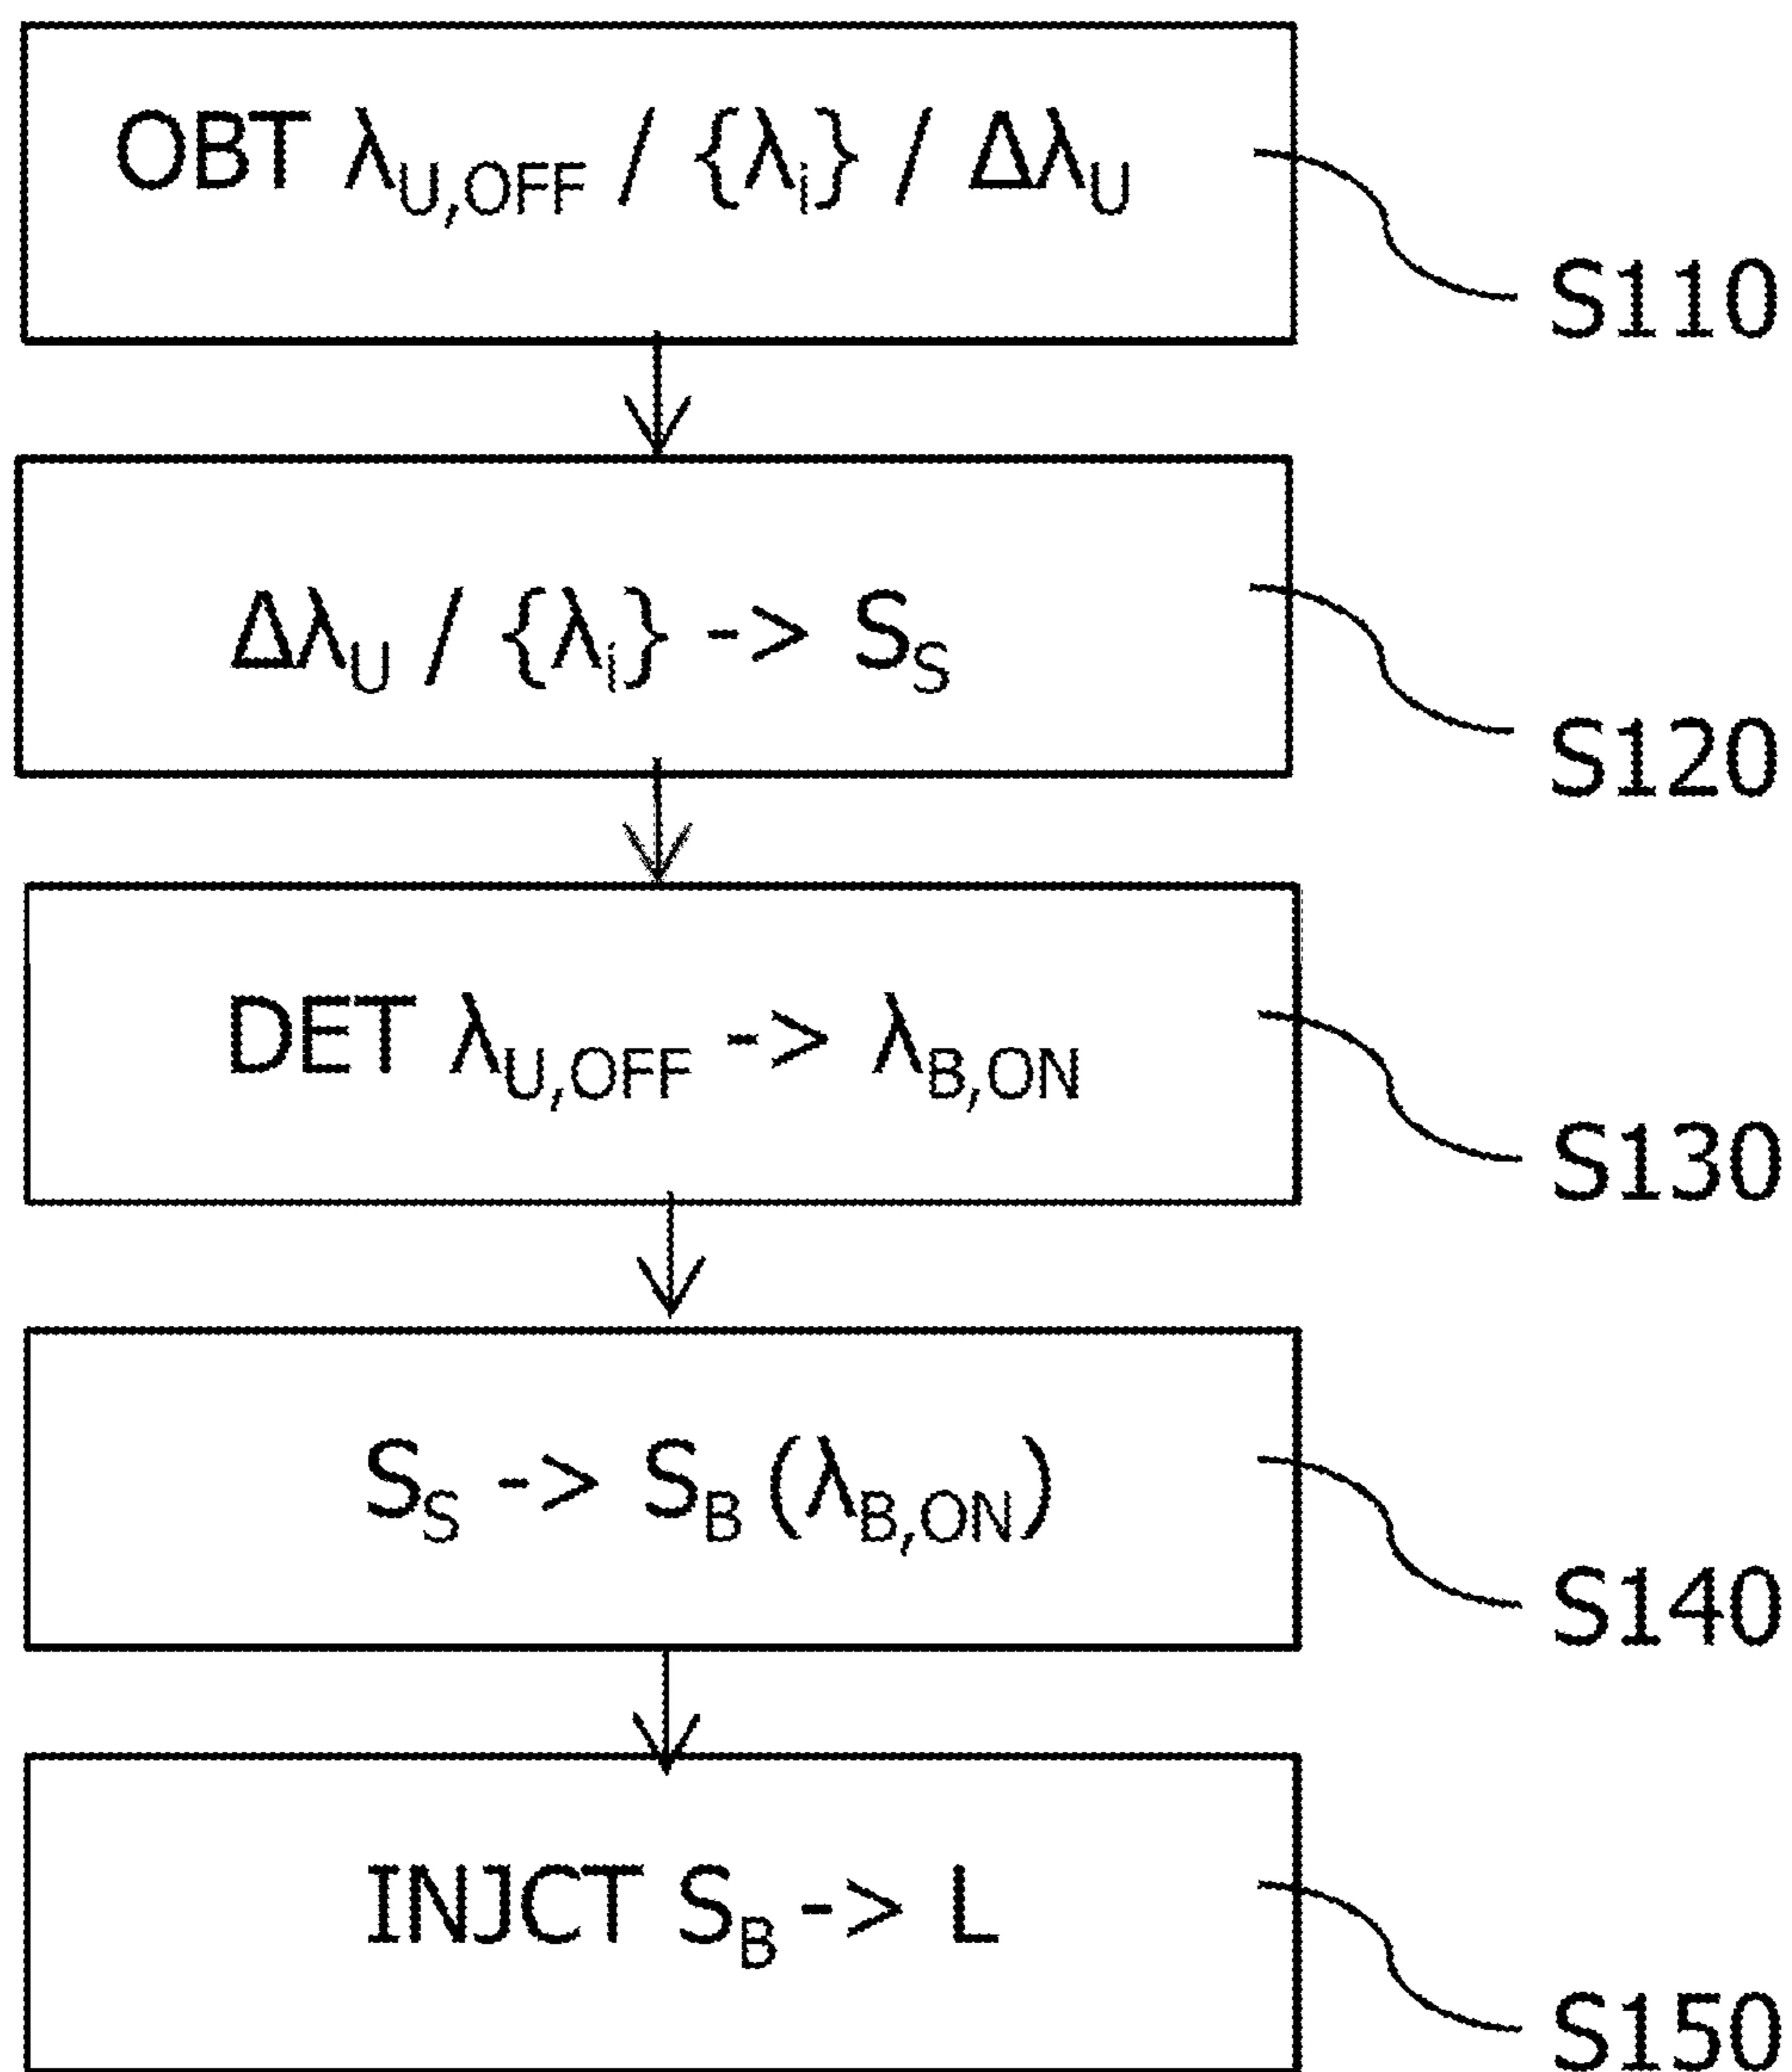 OBT λU,OFF / {λi} / ΔλU
S110
ΔλU / {λi} -> SS
S120
DET λU,OFF -> λB,ON
S130
SS -> SB (λB,ON)
S140
INJCT SB -> L
S150